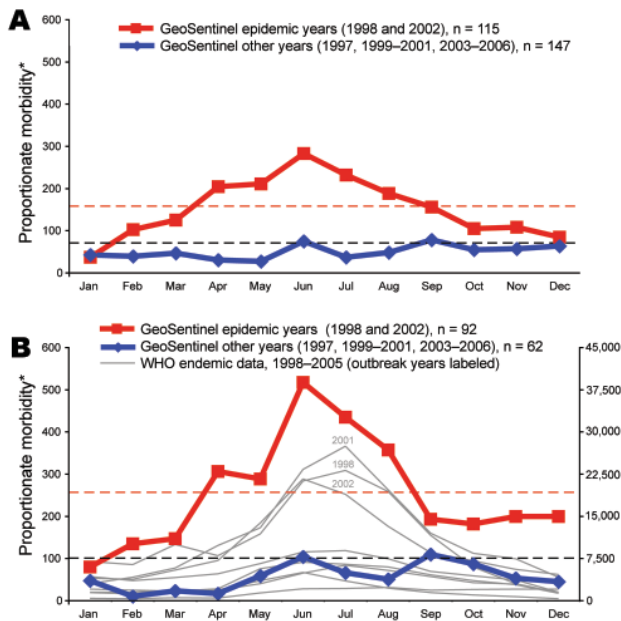 A
GeoSentinel epidemic years (1998 and 2002), n = 115
GeoSentinel other years (1997, 1999–2001, 2003–2006), n = 147
Proportionate morbidity*
600
500
400
300
200
100
0
Jan Feb Mar Apr May Jun Jul Aug Sep Oct Nov Dec
B
GeoSentinel epidemic years (1998 and 2002), n = 92
GeoSentinel other years (1997, 1999–2001, 2003–2006), n = 62
WHO endemic data, 1998–2005 (outbreak years labeled)
Proportionate morbidity*
600 45,000
500 37,500
400 30,000
300 22,500
200 15,000
100 7,500
0 0
2001
1998
2002
Jan Feb Mar Apr May Jun Jul Aug Sep Oct Nov Dec